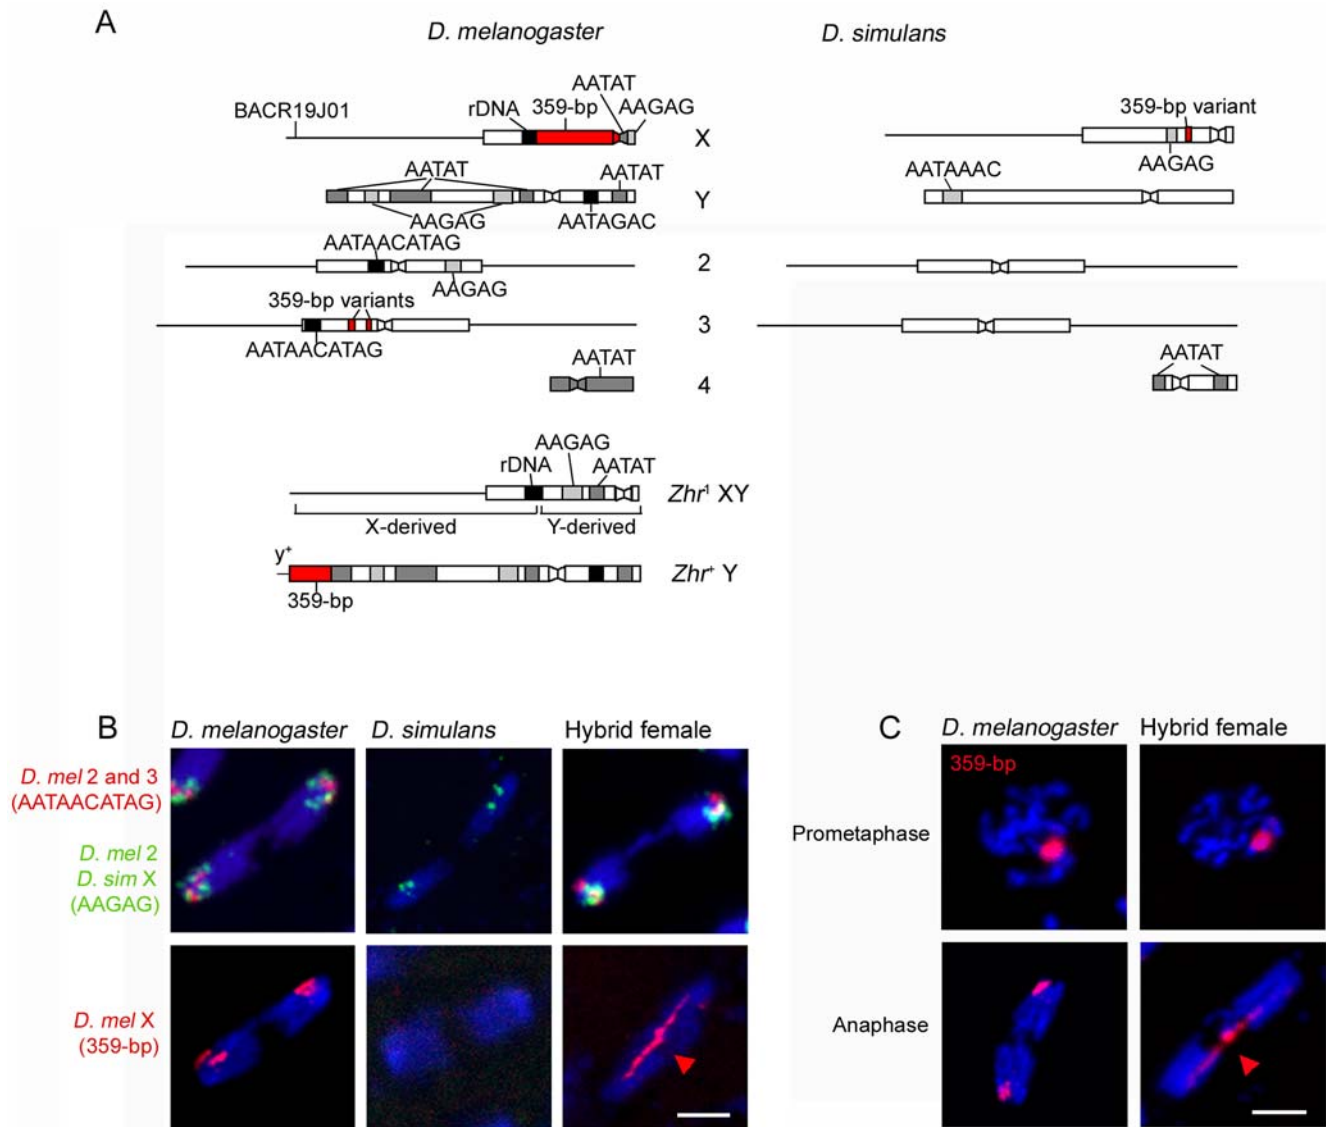 A
D. melanogaster
D. simulans
BACR19J01
rDNA
359-bp
AATAT
AAGAG
X
359-bp variant
AAGAG
AATAT
AAGAG
AATAT
AATAGAC
Y
AATAAAC
AATAACATAG
AAGAG
2
359-bp variants
AATAACATAG
3
AATAT
4
AATAT
rDNA
AAGAG
AATAT
Zhr¹ XY
X-derived
Y-derived
y⁺
359-bp
Zhr⁺ Y
B
D. melanogaster
D. simulans
Hybrid female
D. mel 2 and 3
(AATAACATAG)
D. mel 2
D. sim X
(AAGAG)
D. mel X
(359-bp)
C
D. melanogaster
Hybrid female
359-bp
Prometaphase
Anaphase